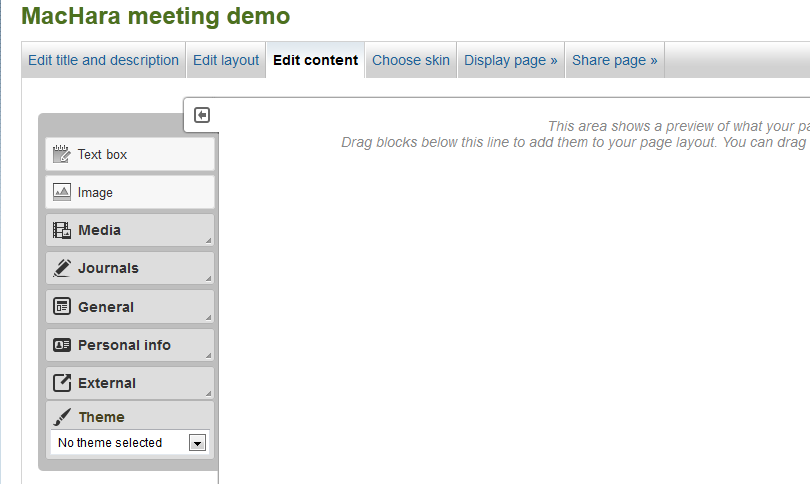 MacHara meeting demo
Edit title and description Edit layout Edit content Choose skin Display page » Share page »
This area shows a preview of what your pa
Drag blocks below this line to add them to your page layout. You can drag
Text box
Image
Media
Journals
General
Personal info
External
Theme
No theme selected